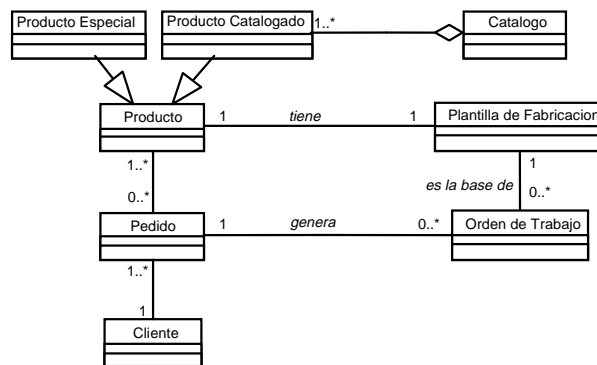 Producto Especial
Producto Catalogado
Catalogo
1..*
Producto
1
tiene
1
Plantilla de Fabricacion
1..*
0..*
1
es la base de
0..*
Pedido
1
genera
0..*
Orden de Trabajo
1..*
1
Cliente